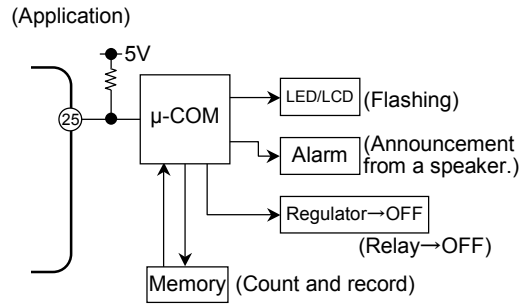 (Application)
5V
25
μ-COM
LED/LCD
(Flashing)
Alarm
(Announcement
from a speaker.)
Regulator→OFF
(Relay→OFF)
Memory
(Count and record)